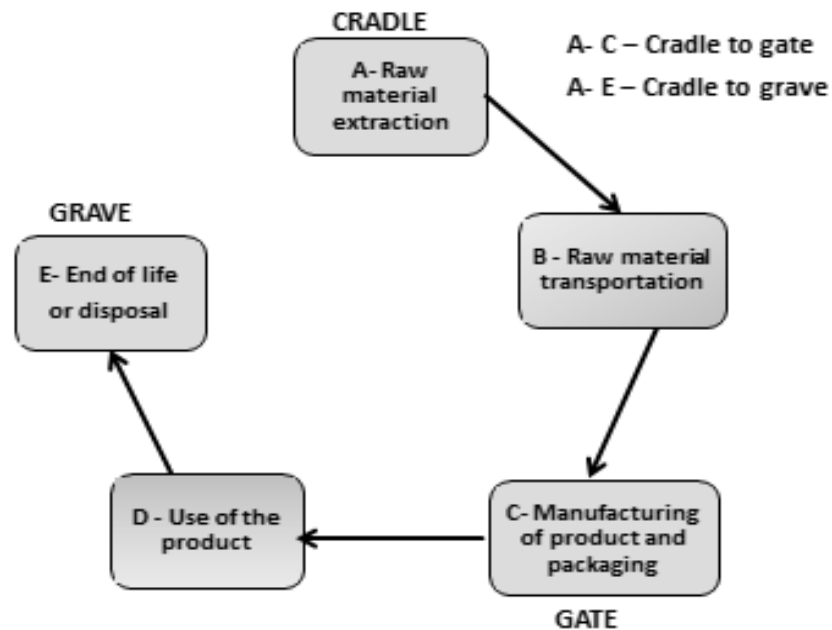 CRADLE
A- Raw
material
extraction
A- C – Cradle to gate
A- E – Cradle to grave
B - Raw material
transportation
C- Manufacturing
of product and
packaging
GATE
D - Use of the
product
GRAVE
E- End of life
or disposal